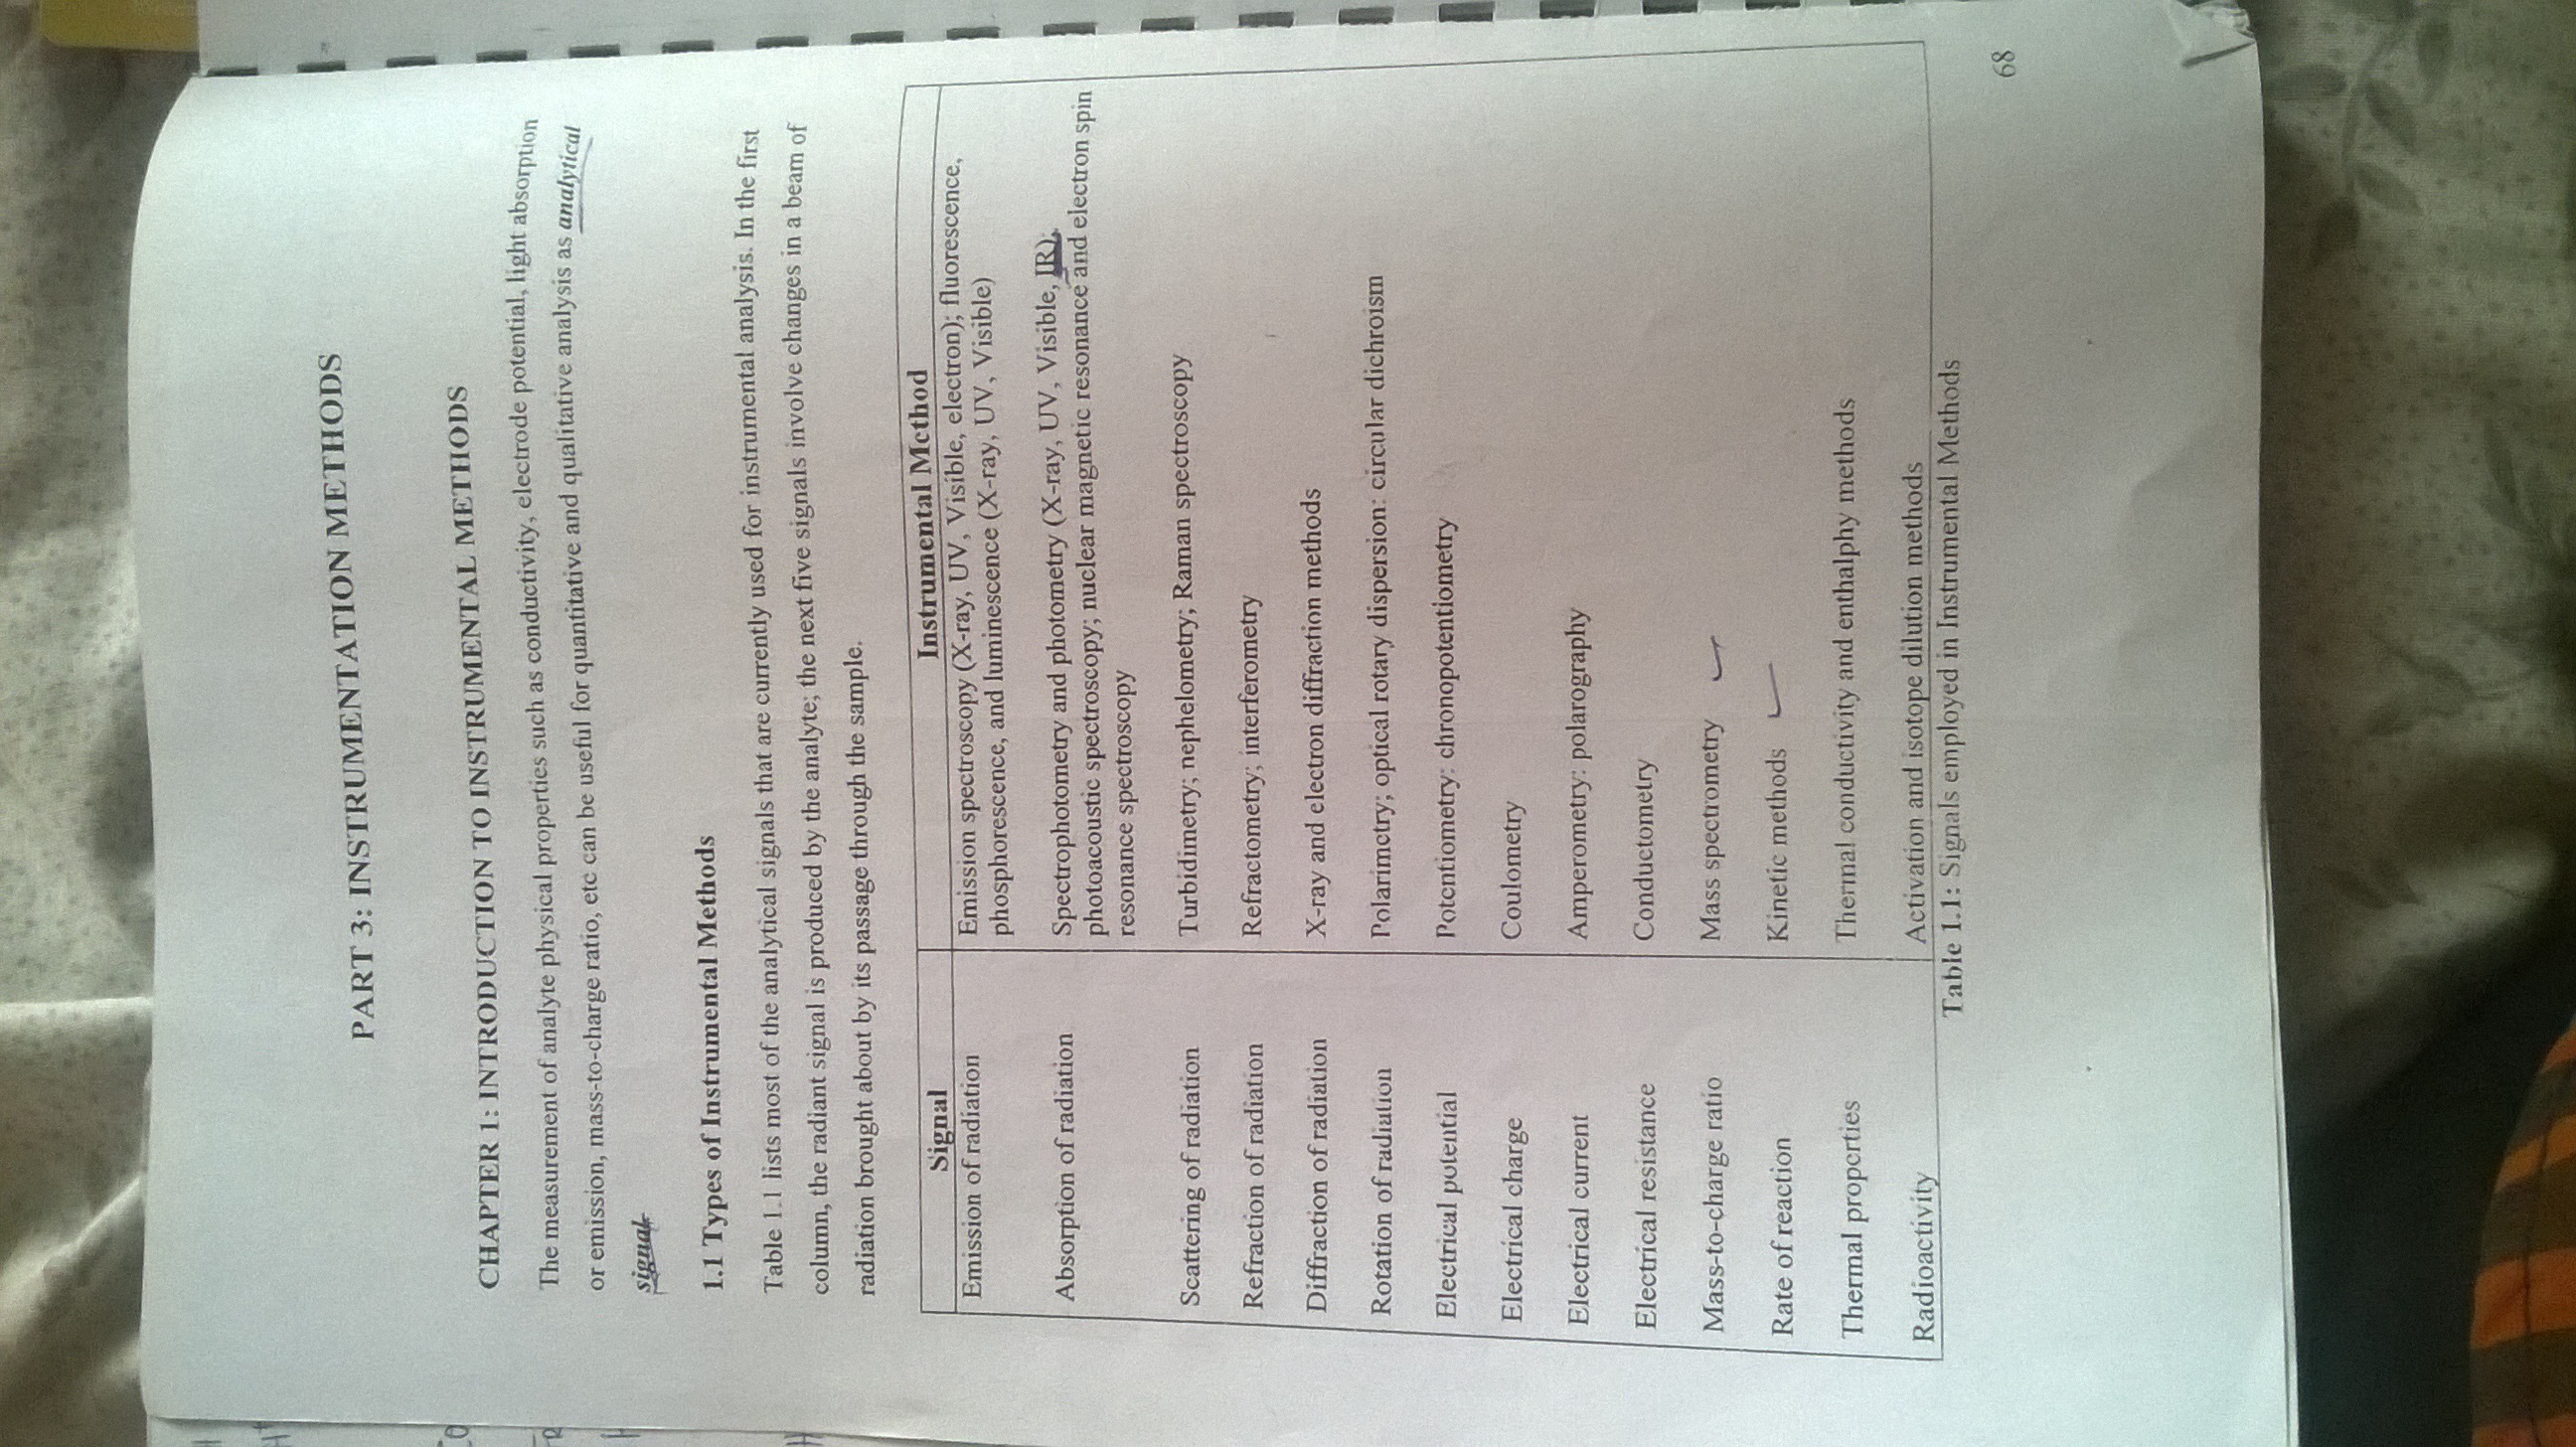 PART 3: INSTRUMENTATION METHODS
CHAPTER 1: INTRODUCTION TO INSTRUMENTAL METHODS
The measurement of analyte physical properties such as conductivity, electrode potential, light absorption
or emission, mass-to-charge ratio, etc can be useful for quantitative and qualitative analysis as analytical
signal
1.1 Types of Instrumental Methods
Table 1.1 lists most of the analytical signals that are currently used for instrumental analysis. In the first
column, the radiant signal is produced by the analyte; the next five signals involve changes in a beam of
radiation brought about by its passage through the sample.
Signal Instrumental Method
Emission of radiation Emission spectroscopy (X-ray, UV, Visible, electron); fluorescence,
phosphorescence, and luminescence (X-ray, UV, Visible)
Absorption of radiation Spectrophotometry and photometry (X-ray, UV, Visible, IR);
photoacoustic spectroscopy; nuclear magnetic resonance and electron spin
resonance spectroscopy
Scattering of radiation Turbidimetry; nephelometry; Raman spectroscopy
Refraction of radiation Refractometry; interferometry
Diffraction of radiation X-ray and electron diffraction methods
Rotation of radiation Polarimetry; optical rotary dispersion: circular dichroism
Electrical potential Potentiometry: chronopotentiometry
Electrical charge Coulometry
Electrical current Amperometry: polarography
Electrical resistance Conductometry
Mass-to-charge ratio Mass spectrometry
Rate of reaction Kinetic methods
Thermal properties Thermal conductivity and enthalphy methods
Radioactivity Activation and isotope dilution methods
Table 1.1: Signals employed in Instrumental Methods
68